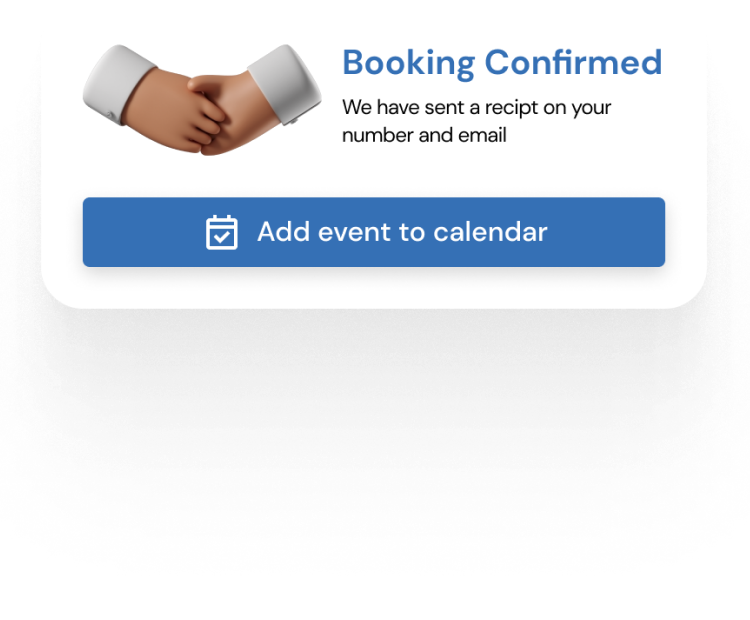 Booking Confirmed
We have sent a recipt on your
number and email
Add event to calendar